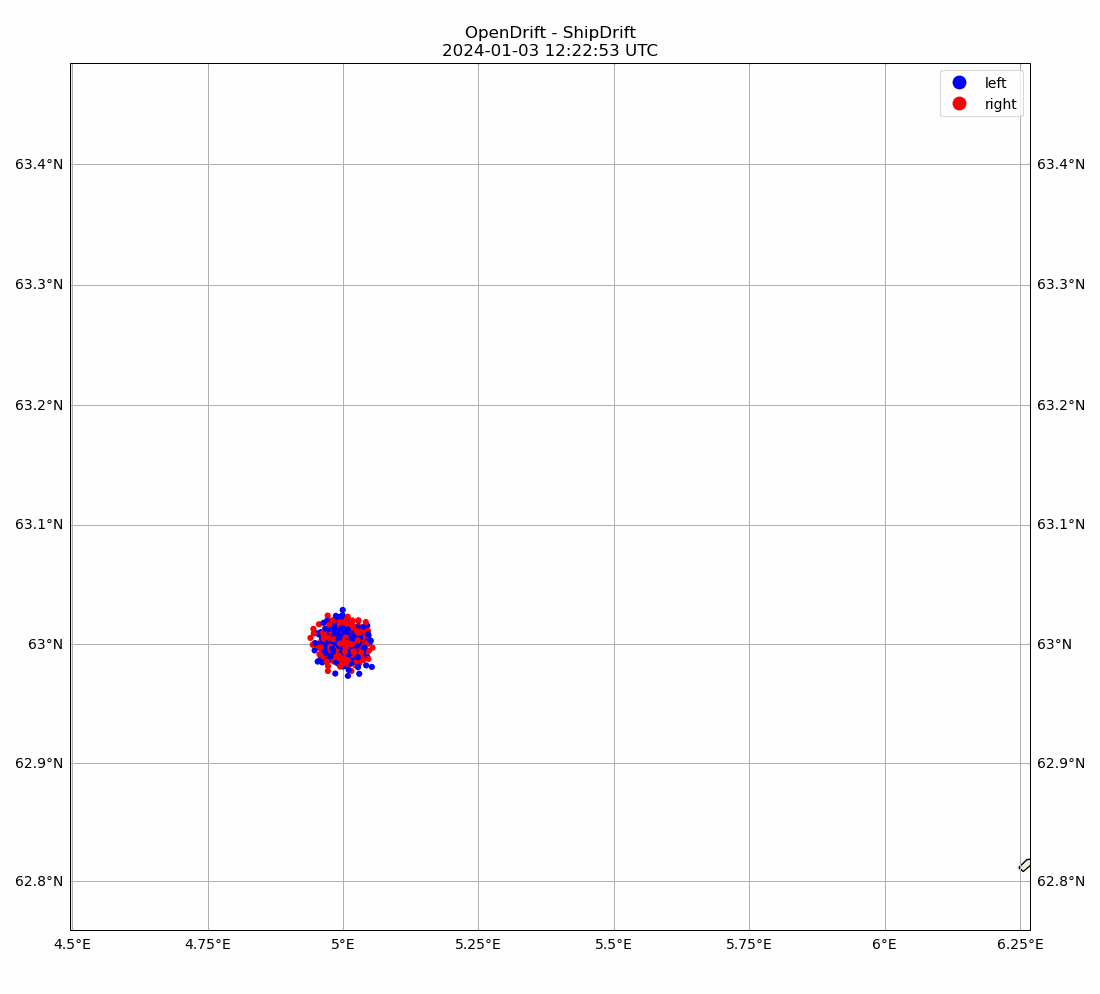 OpenDrift - ShipDrift
2024-01-03 12:22:53 UTC
left
right
63.4°N 63.4°N
63.3°N 63.3°N
63.2°N 63.2°N
63.1°N 63.1°N
63°N 63°N
62.9°N 62.9°N
62.8°N 62.8°N
4.5°E 4.75°E 5°E 5.25°E 5.5°E 5.75°E 6°E 6.25°E